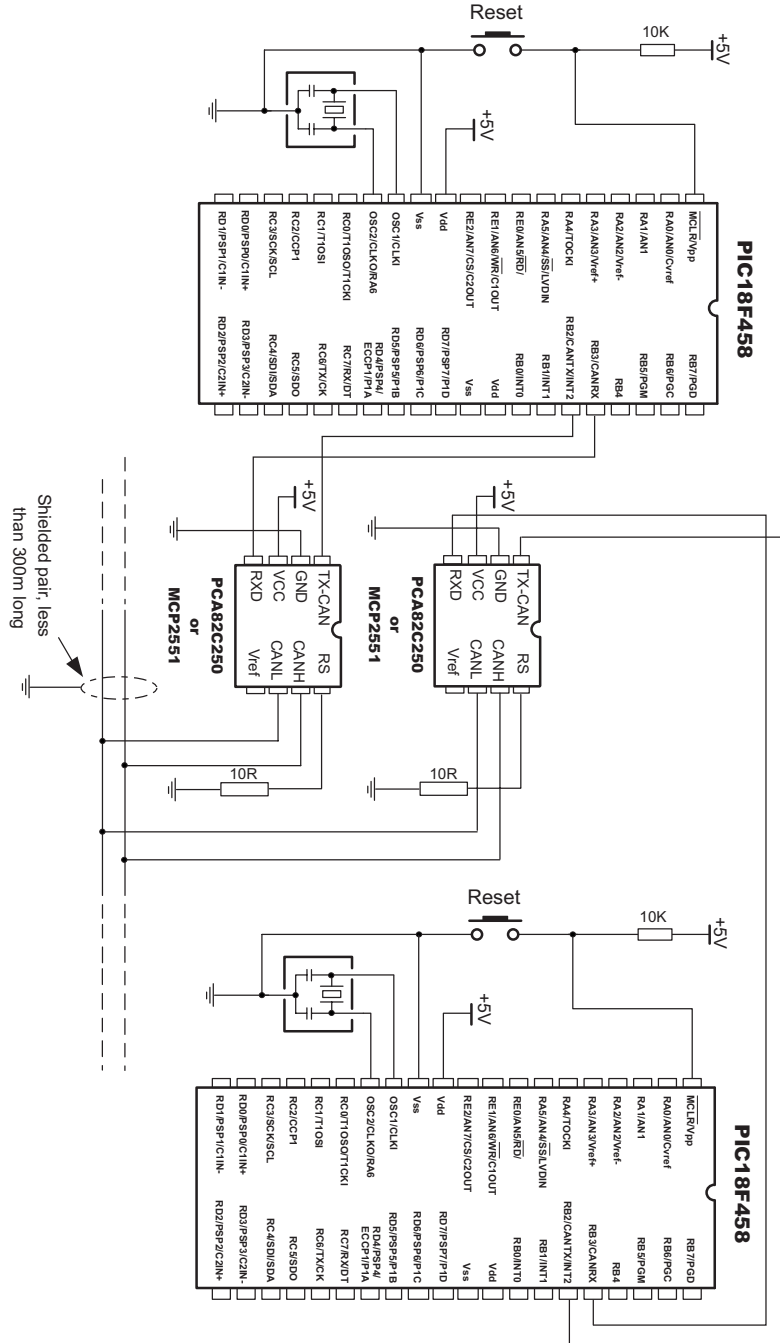 Reset
10K
+5V
+5V
PIC18F458
MCLR/Vpp
RA0/AN0/Cvref
RA1/AN1
RA2/AN2/Vref-
RA3/AN3/Vref+
RA4/TOCKI
RA5/AN4/SS/LVDIN
RE0/AN5/RD/
RE1/AN6/WR/C1OUT
RE2/AN7/CS/C2OUT
Vdd
Vss
OSC1/CLKI
OSC2/CLKO/RA6
RC0/T1OSO/T1CKI
RC1/T1OSI
RC2/CCP1
RC3/SCK/SCL
RD0/PSP0/C1IN+
RD1/PSP1/C1IN-
RB7/PGD
RB6/PGC
RB5/PGM
RB4
RB3/CANRX
RB2/CANTX/INT2
RB1/INT1
RB0/INT0
Vdd
Vss
RD7/PSP7/P1D
RD6/PSP6/P1C
RD5/PSP5/P1B
RD4/PSP4/
ECCP1/P1A
RC7/RX/DT
RC6/TX/CK
RC5/SDO
RC4/SDI/SDA
RD3/PSP3/C2IN-
RD2/PSP2/C2IN+
+5V
TX-CAN
GND
VCC
RXD
RS
CANH
CANL
Vref
PCA82C250
or
MCP2551
10R
+5V
TX-CAN
GND
VCC
RXD
RS
CANH
CANL
Vref
PCA82C250
or
MCP2551
10R
Shielded pair, less
than 300m long
Reset
10K
+5V
+5V
PIC18F458
MCLR/Vpp
RA0/AN0/Cvref
RA1/AN1
RA2/AN2/Vref-
RA3/AN3/Vref+
RA4/TOCKI
RA5/AN4/SS/LVDIN
RE0/AN5/RD/
RE1/AN6/WR/C1OUT
RE2/AN7/CS/C2OUT
Vdd
Vss
OSC1/CLKI
OSC2/CLKO/RA6
RC0/T1OSO/T1CKI
RC1/T1OSI
RC2/CCP1
RC3/SCK/SCL
RD0/PSP0/C1IN+
RD1/PSP1/C1IN-
RB7/PGD
RB6/PGC
RB5/PGM
RB4
RB3/CANRX
RB2/CANTX/INT2
RB1/INT1
RB0/INT0
Vdd
Vss
RD7/PSP7/P1D
RD6/PSP6/P1C
RD5/PSP5/P1B
RD4/PSP4/
ECCP1/P1A
RC7/RX/DT
RC6/TX/CK
RC5/SDO
RC4/SDI/SDA
RD3/PSP3/C2IN-
RD2/PSP2/C2IN+